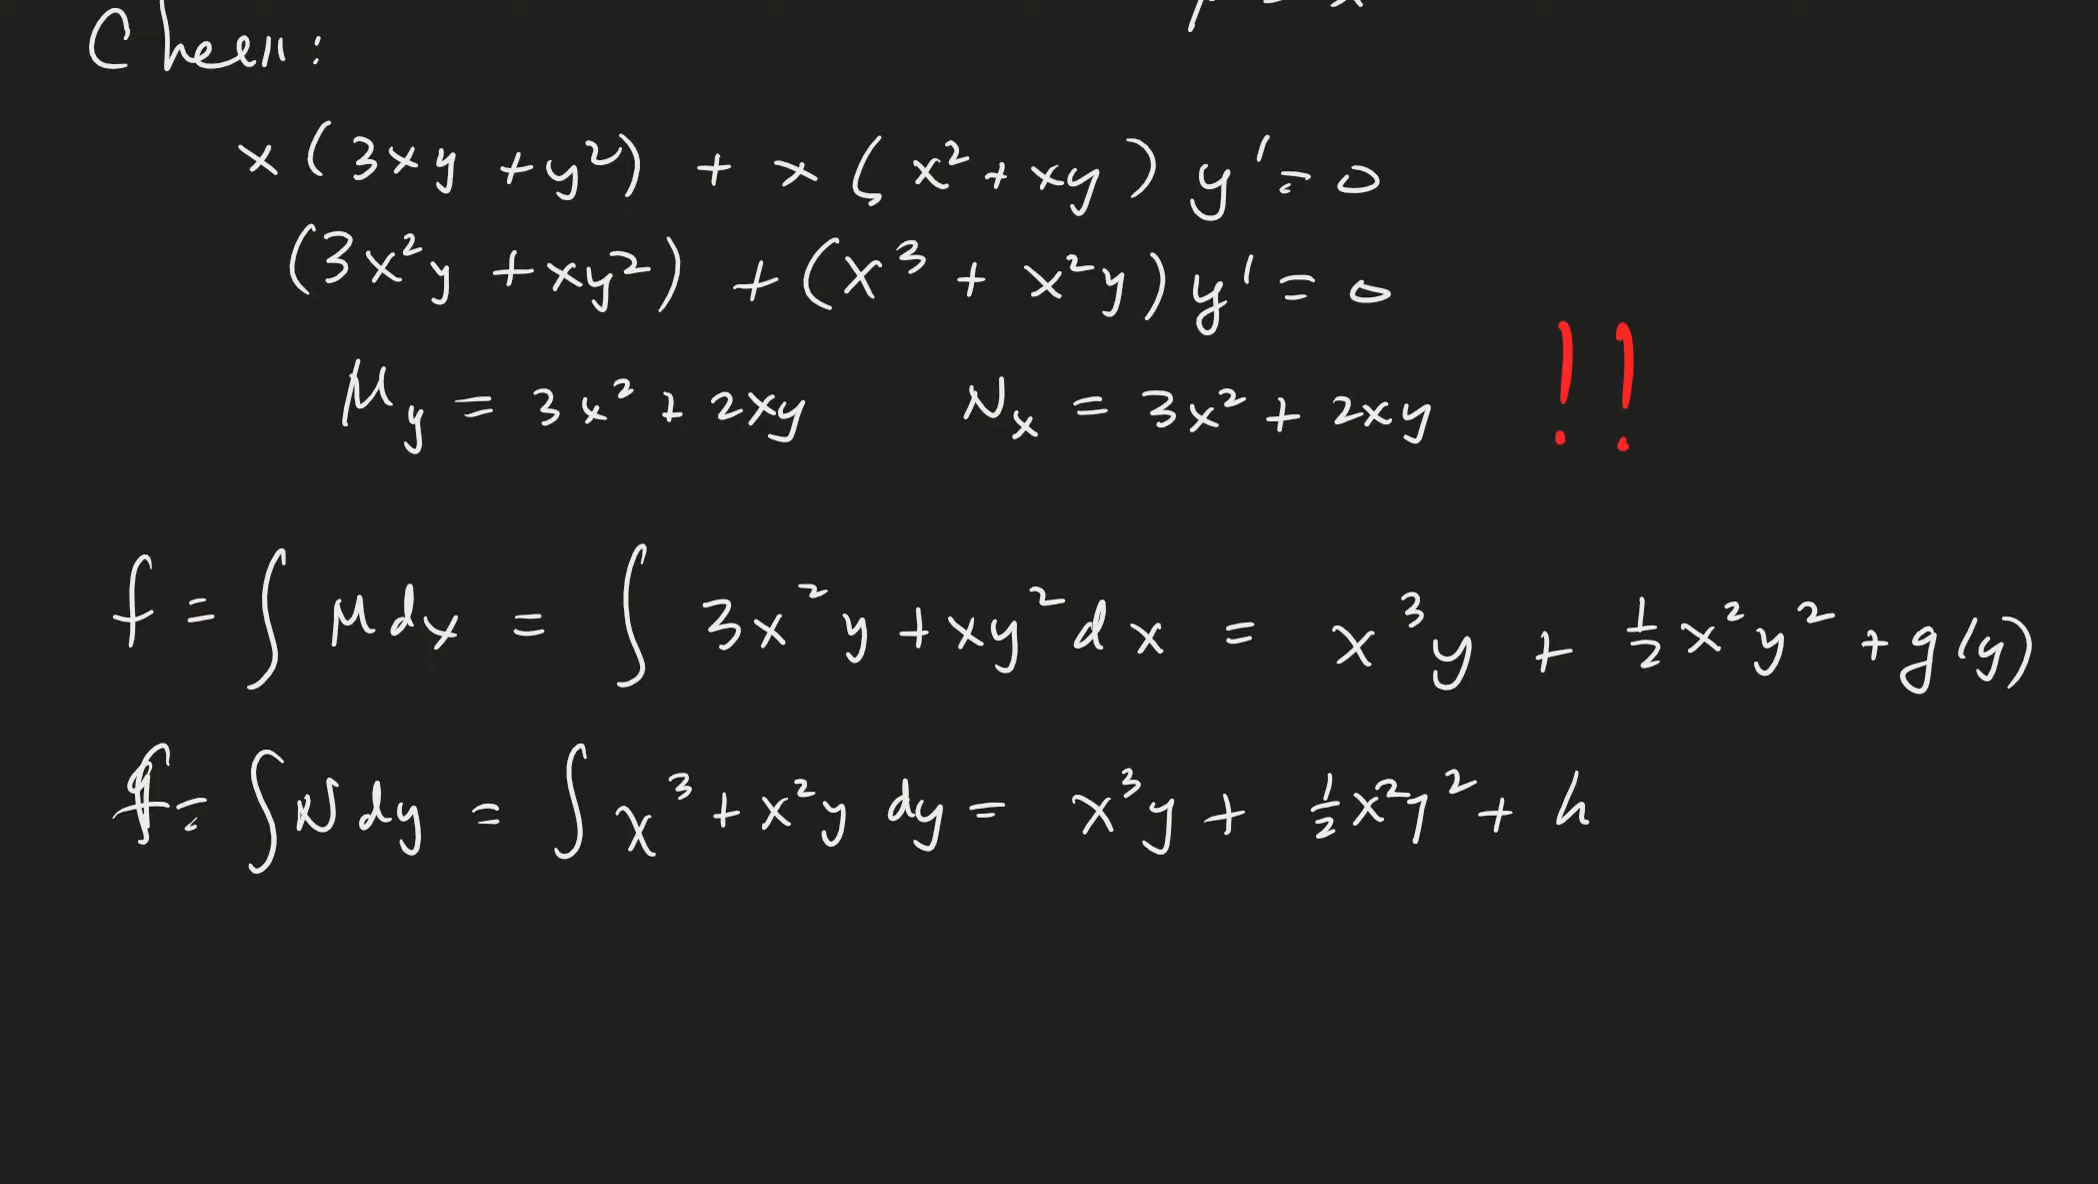 Check:
x(3xy + y²) + x(x² + xy) y' = 0
(3x²y + xy²) + (x³ + x²y) y' = 0
M_y = 3x² + 2xy    N_x = 3x² + 2xy !!
f = ∫ M dx = ∫ 3x²y + xy² dx = x³y + ½x²y² + g(y)
f = ∫ N dy = ∫ x³ + x²y dy = x³y + ½x²y² + h